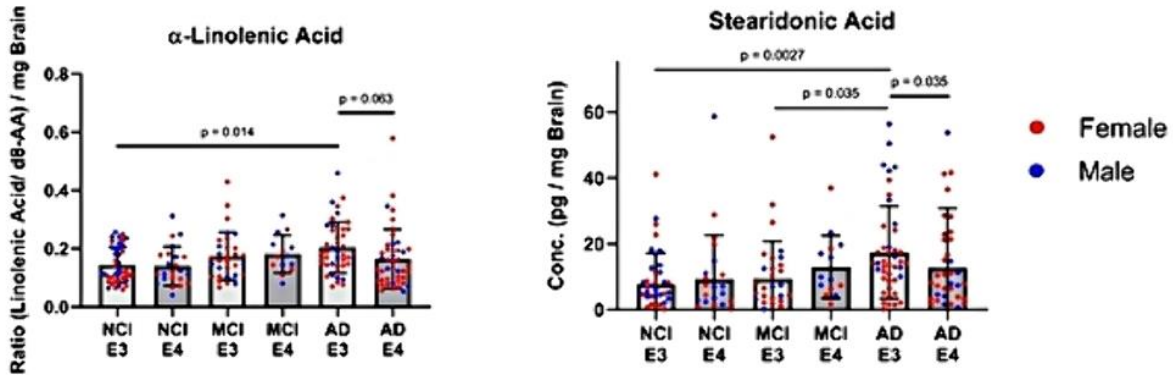 α-Linolenic Acid
Ratio (Linolenic Acid/ d8-AA) / mg Brain
0.8
0.6
0.4
0.2
0.0
p = 0.063
p = 0.014
NCI NCI MCI MCI AD AD
E3 E4 E3 E4 E3 E4
Stearidonic Acid
Conc. (pg / mg Brain)
60
40
20
0
p = 0.0027
p = 0.035
p = 0.035
NCI NCI MCI MCI AD AD
E3 E4 E3 E4 E3 E4
Female
Male